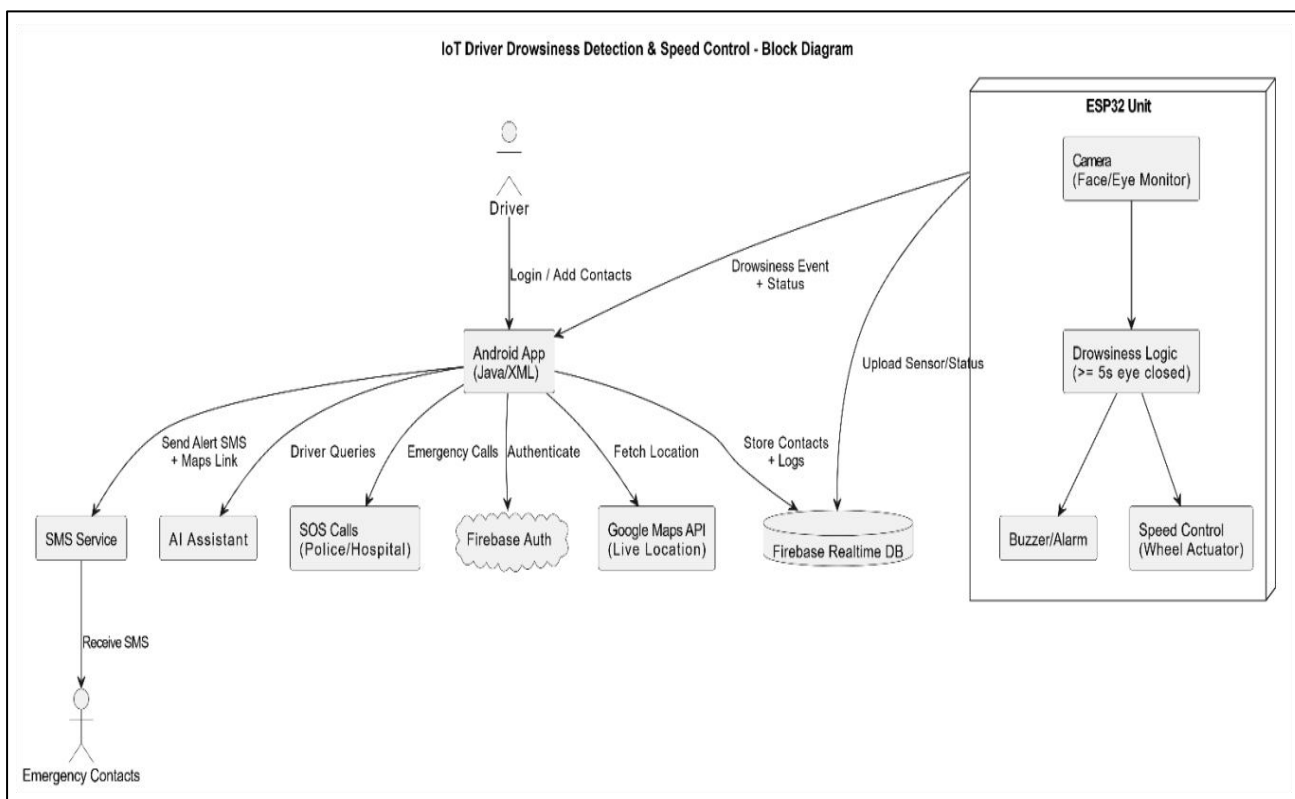 IoT Driver Drowsiness Detection & Speed Control - Block Diagram
ESP32 Unit
Camera
(Face/Eye Monitor)
Driver
Login / Add Contacts
Drowsiness Event
+ Status
Android App
(Java/XML)
Drowsiness Logic
(>= 5s eye closed)
Upload Sensor/Status
Send Alert SMS
+ Maps Link
Driver Queries
Emergency Calls
Authenticate
Fetch Location
Store Contacts
+ Logs
SMS Service
AI Assistant
SOS Calls
(Police/Hospital)
Firebase Auth
Google Maps API
(Live Location)
Firebase Realtime DB
Buzzer/Alarm
Speed Control
(Wheel Actuator)
Receive SMS
Emergency Contacts